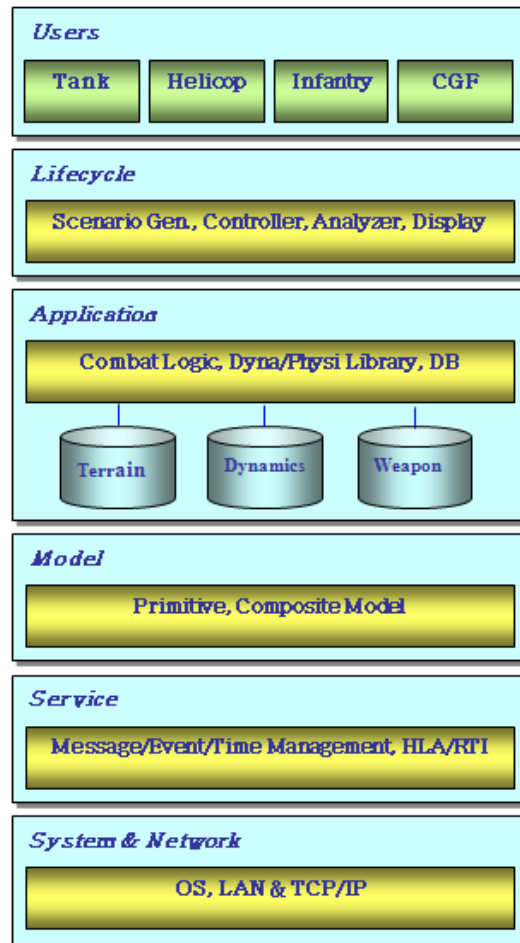 Users
Tank Helicop Infantry CGF
Lifecycle
Scenario Gen., Controller, Analyzer, Display
Application
Combat Logic, Dyna/Physi Library, DB
Terrain Dynamics Weapon
Model
Primitive, Composite Model
Service
Message/Event/Time Management, HLA/RTI
System & Network
OS, LAN & TCP/IP